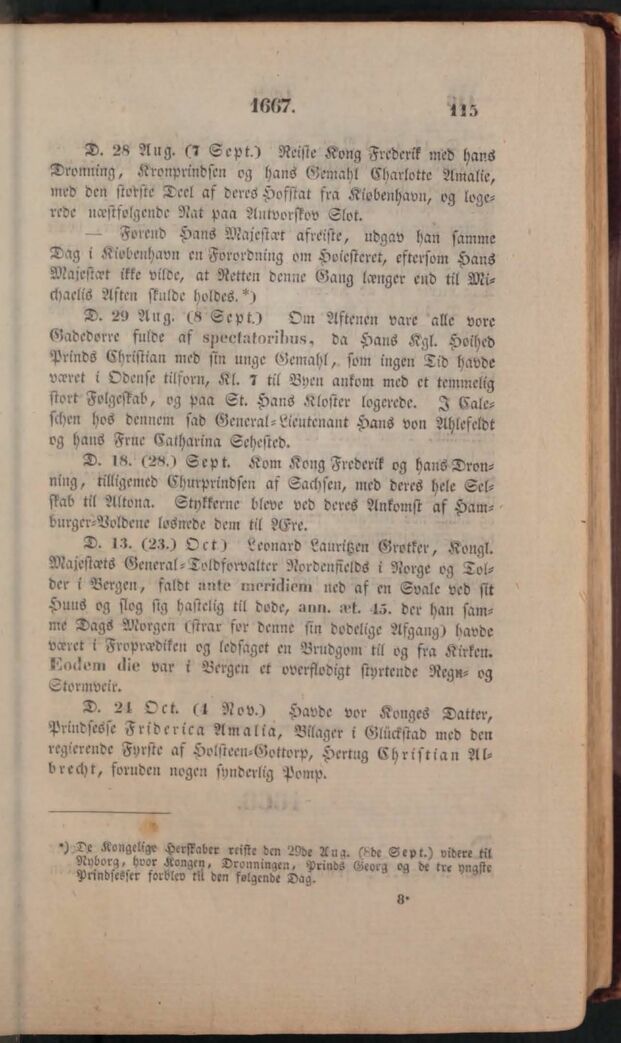 1667.
115
D. 28 Aug. (7 Sept.) Reiste Kong Frederik med hans
Dronning, Kronprindsen og hans Gemahl Charlotte Amalie,
med den største Deel af deres Hofstat fra Kiøbenhavn, og loge⸗
rede næstfølgende Nat paa Antvorskov Slot.
— Førend Hans Majestæt afreiste, udgav han samme
Dag i Kiøbenhavn en Forordning om Høiesteret, eftersom Hans
Majestæt ikke vilde, at Retten denne Gang længer end til Mi⸗
chaelis Aften skulde holdes.*)
D. 29 Aug. (8 Sept.) Om Aftenen vare alle vore
Gadedørre fulde af spectatoribus, da Hans Kgl. Høihed
Prinds Christian med sin unge Gemahl, som ingen Tid havde
været i Odense tilforn, Kl. 7 til Byen ankom med et temmelig
stort Følgeskab, og paa St. Hans Kloster logerede. I Cale⸗
schen hos dennem sad General⸗Lieutenant Hans von Ahlefeldt
og hans Frue Catharina Sehested.
D. 18. (28.) Sept. Kom Kong Frederik og hans Dron⸗
ning, tilligemed Churprindsen af Sachsen, med deres hele Sel⸗
skab til Altona. Stykkerne bleve ved deres Ankomst af Ham⸗
burger⸗Voldene løsnede dem til Ære.
D. 13. (23.) Oct) Leonard Lauritzen Grotker, Kongl.
Majestæts General⸗Toldforvalter Nordenfields i Norge og Tol⸗
der i Bergen, faldt ante meridiem ned af en Svale ved sit
Huus og slog sig hastelig til døde, ann. æt. 45. der han sam⸗
me Dags Morgen (strax for denne sin dødelige Afgang) havde
været i Froprædiken og ledsaget en Brudgom til og fra Kirken.
Eodem die var i Bergen et overflødigt styrtende Regn⸗ og
Stormveir.
D. 24 Oct. (4 Nov.) Havde vor Konges Datter,
Prindsesse Friderica Amalia, Bilager i Glückstad med den
regierende Fyrste af Holsteen⸗Gottorp, Hertug Christian Al⸗
brecht, foruden nogen synderlig Pomp.
*) De Kongelige Herskaber reiste den 29de Aug. (8de Sept.) videre til
Nyborg, hvor Kongen, Dronningen, Prinds Georg og de tre yngste
Prindsesser forblev til den følgende Dag.
8*